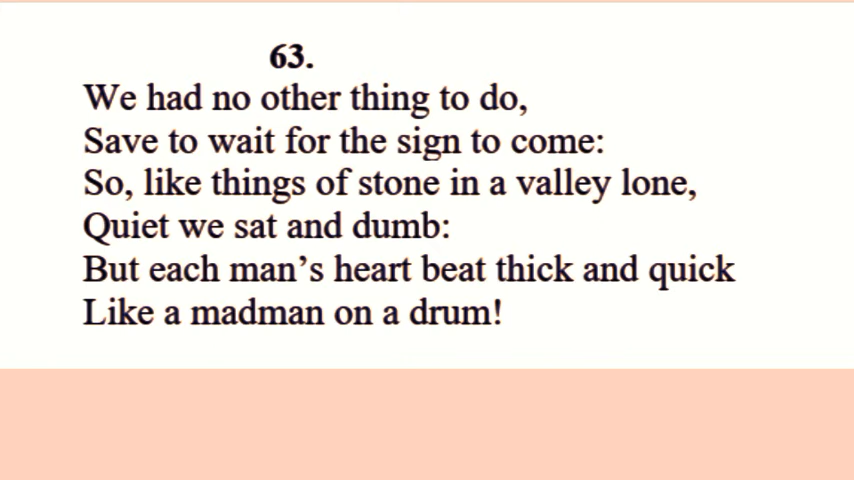 63.
We had no other thing to do,
Save to wait for the sign to come:
So, like things of stone in a valley lone,
Quiet we sat and dumb:
But each man’s heart beat thick and quick
Like a madman on a drum!